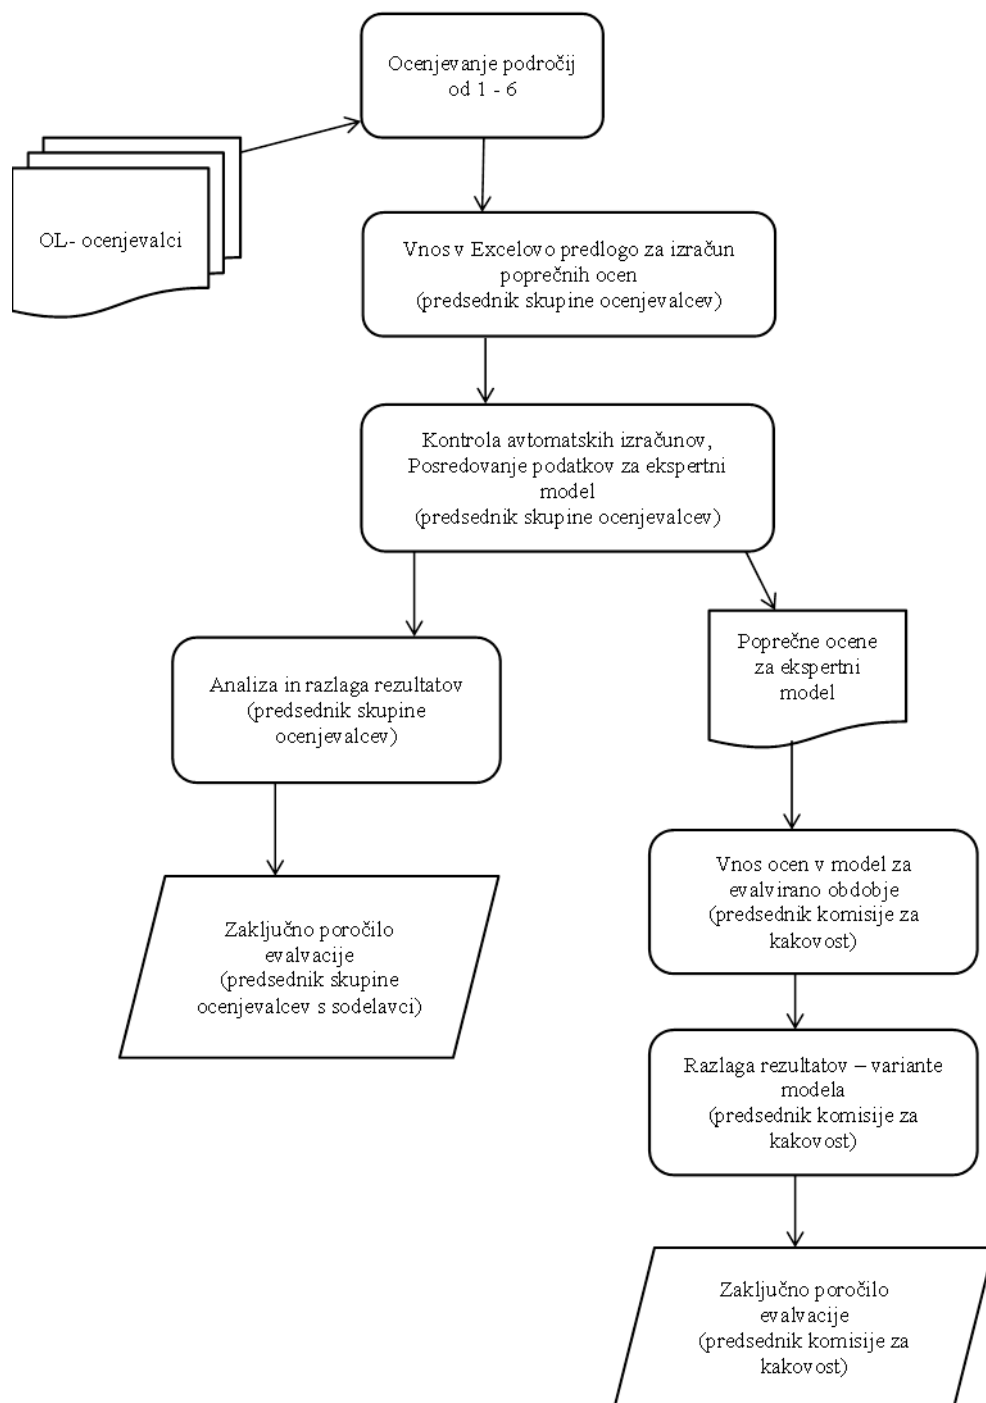 Ocenjevanje področij
od 1 - 6
OL- ocenjevalci
Vnos v Excelovo predlogo za izračun
poprečnih ocen
(predsednik skupine ocenjevalcev)
Kontrola avtomatskih izračunov,
Posredovanje podatkov za ekspertni
model
(predsednik skupine ocenjevalcev)
Analiza in razlaga rezultatov
(predsednik skupine
ocenjevalcev)
Poprečne ocene
za ekspertni
model
Zaključno poročilo
evalvacije
(predsednik skupine
ocenjevalcev s sodelavci)
Vnos ocen v model za
evalvirano obdobje
(predsednik komisije za
kakovost)
Razlaga rezultatov – variante
modela
(predsednik komisije za
kakovost)
Zaključno poročilo
evalvacije
(predsednik komisije za
kakovost)